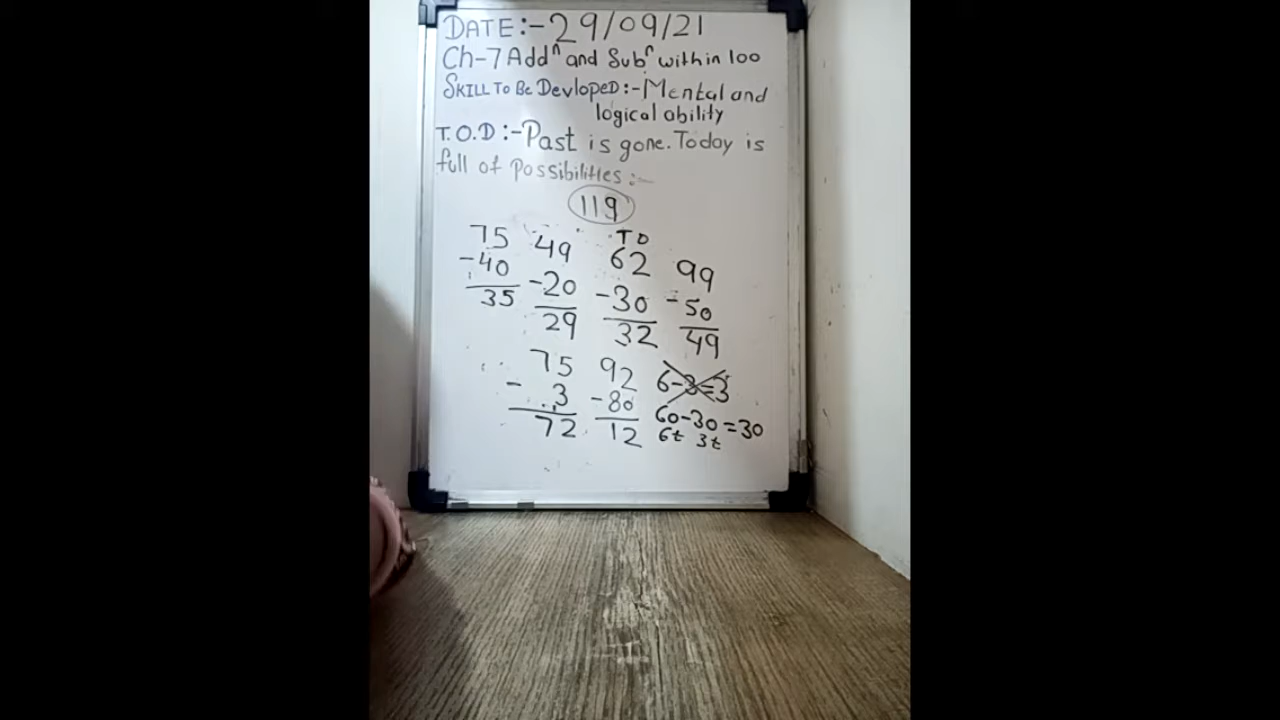 DATE:-29/09/21
Ch-7 Addⁿ and Subⁿ within 100
SKILL TO BE DevloPeD:-Mental and
logical ability
T.O.D:-Past is gone. Today is
full of Possibilities:-
119
75 49 T O 62 99
-40 -20 -30 -50
35 29 32 49
75 92 6-3=3
- 3 -80 60-30=30
72 12 6t 3t